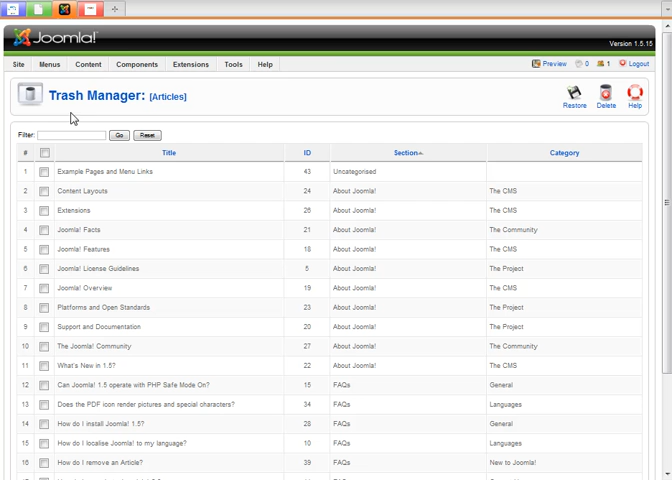 Joomla!
Version 1.5.15
Site Menus Content Components Extensions Tools Help Preview 0 1 Logout
Trash Manager: [Articles]
Restore Delete Help
Filter: Go Reset
# Title ID Section Category
1 Example Pages and Menu Links 43 Uncategorised
2 Content Layouts 24 About Joomla! The CMS
3 Extensions 26 About Joomla! The CMS
4 Joomla! Facts 21 About Joomla! The Community
5 Joomla! Features 18 About Joomla! The CMS
6 Joomla! License Guidelines 5 About Joomla! The Project
7 Joomla! Overview 19 About Joomla! The CMS
8 Platforms and Open Standards 23 About Joomla! The Project
9 Support and Documentation 20 About Joomla! The Project
10 The Joomla! Community 27 About Joomla! The Community
11 What's New in 1.5? 22 About Joomla! The CMS
12 Can Joomla! 1.5 operate with PHP Safe Mode On? 15 FAQs General
13 Does the PDF icon render pictures and special characters? 34 FAQs Languages
14 How do I install Joomla! 1.5? 28 FAQs General
15 How do I localise Joomla! to my language? 10 FAQs Languages
16 How do I remove an Article? 39 FAQs New to Joomla!